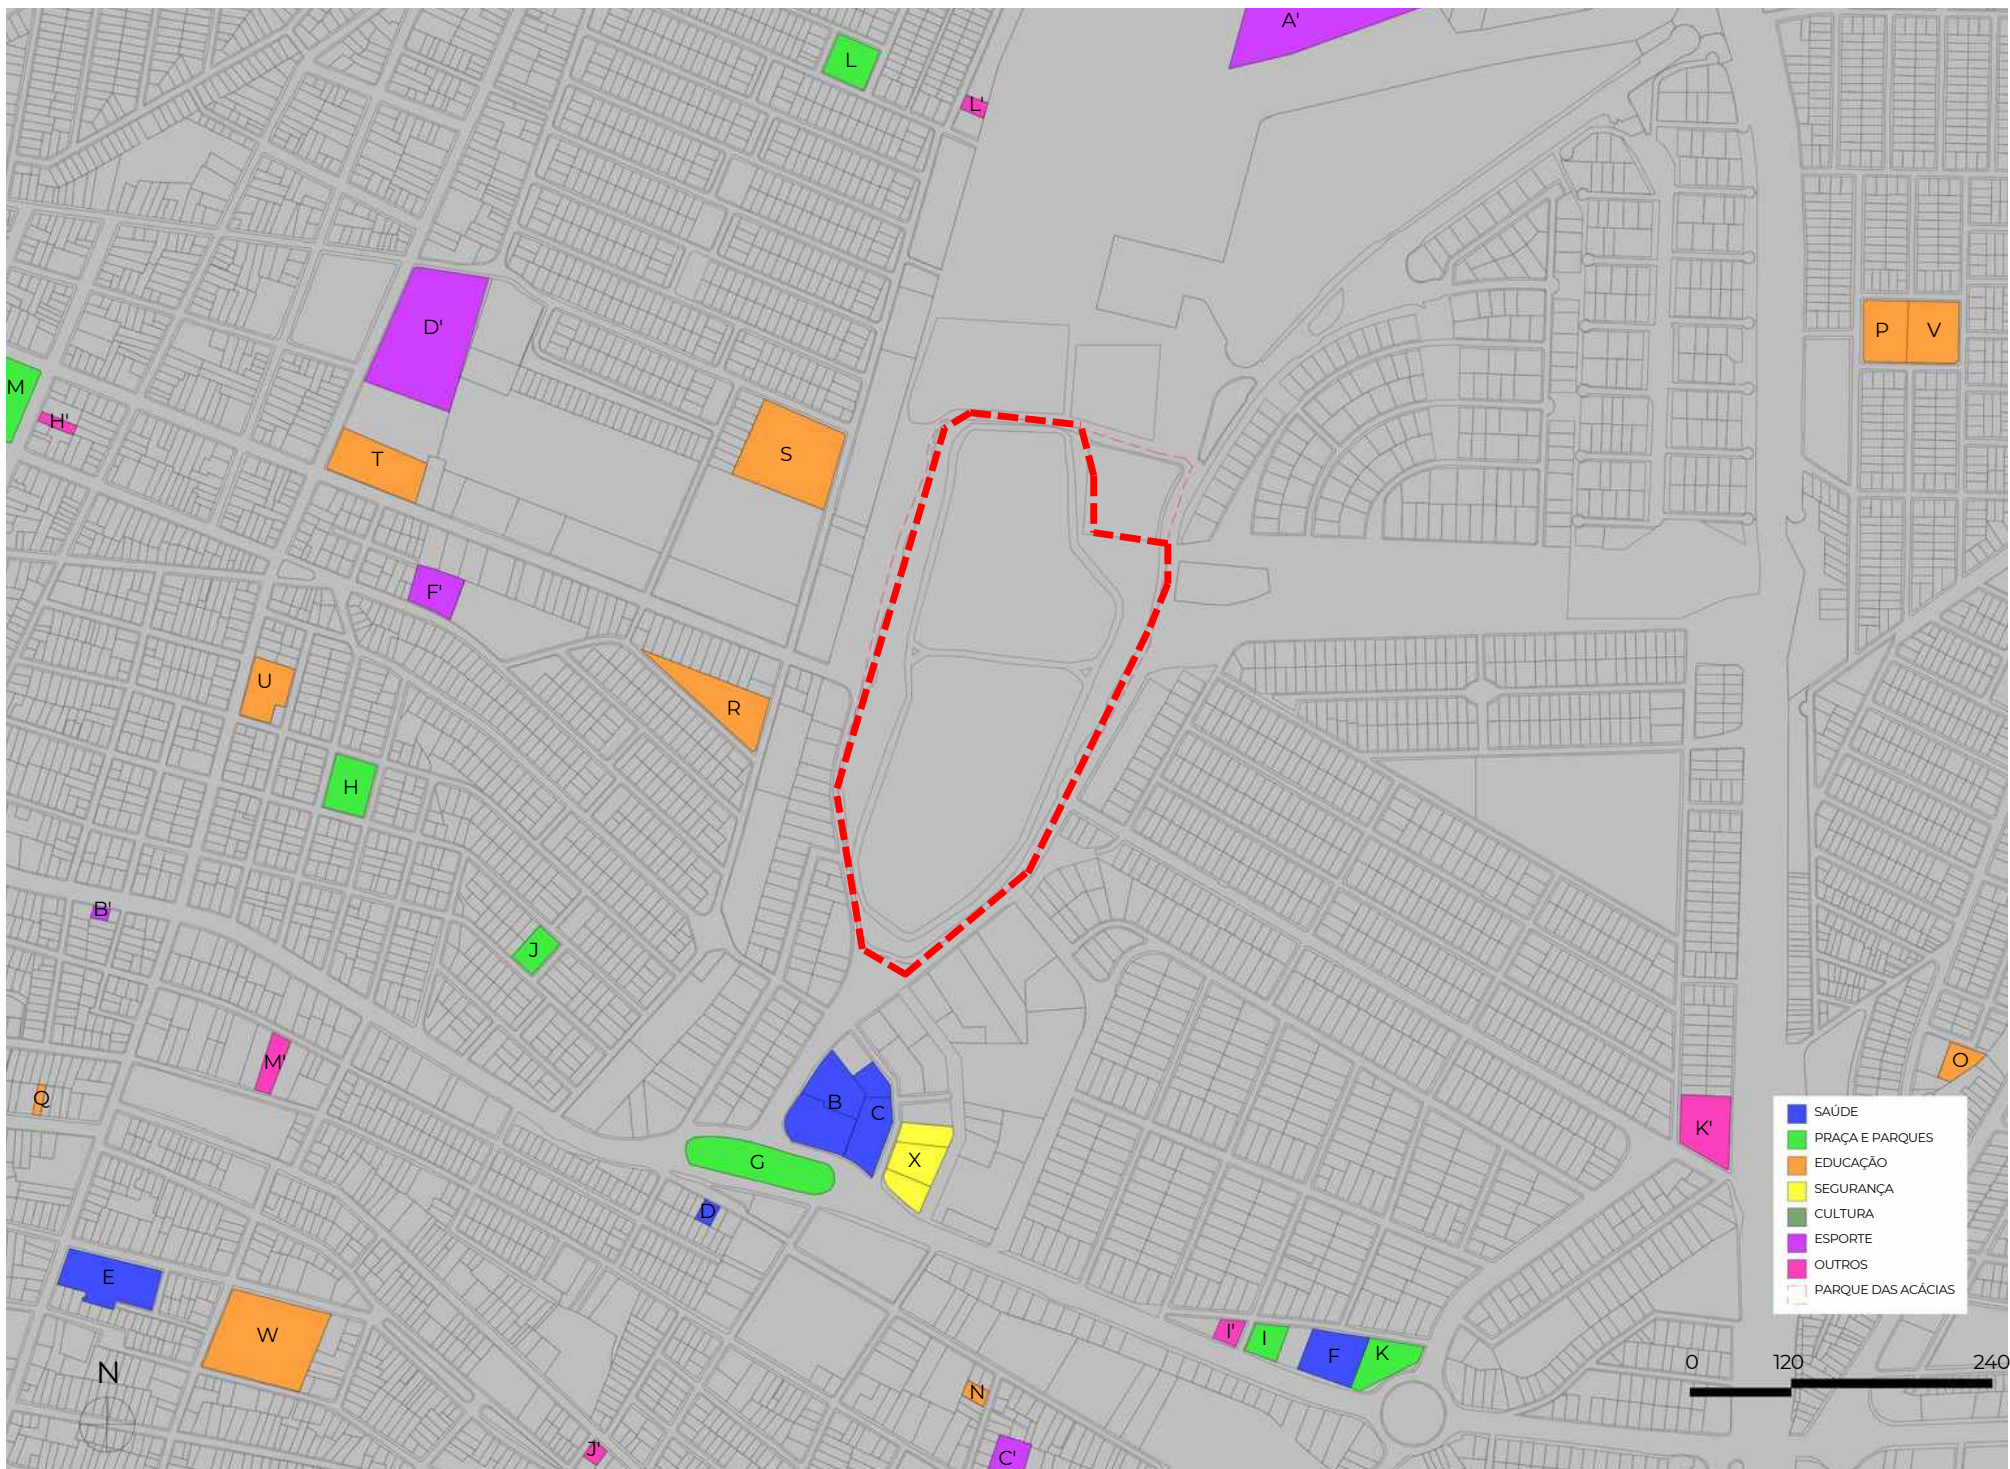 A'
L
L'
D'
P V
M
H'
T
S
F'
U
R
H
B'
J
M'
Q
B
C
X
G
D
O
K'
E
W
I'
I
F
K
N
J'
C'
SAÚDE
PRAÇA E PARQUES
EDUCAÇÃO
SEGURANÇA
CULTURA
ESPORTE
OUTROS
PARQUE DAS ACÁCIAS
N
0 120 240